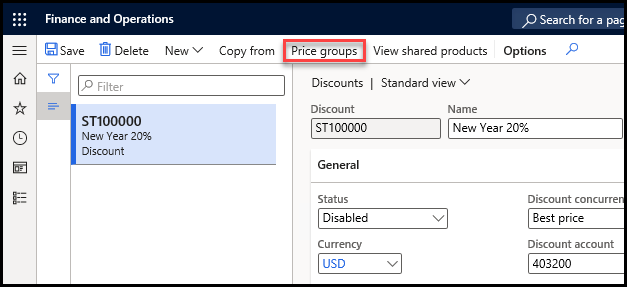 Finance and Operations
Search for a pag
Save Delete New Copy from Price groups View shared products Options
Filter
ST100000
New Year 20%
Discount
Discounts | Standard view
Discount Name
ST100000 New Year 20%
General
Status Discount concurren
Disabled Best price
Currency Discount account
USD 403200